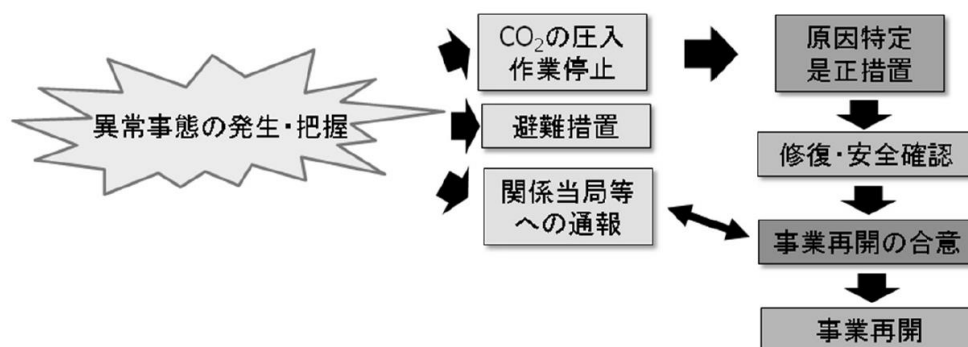 異常事態の発生・把握
CO₂の圧入
作業停止
避難措置
関係当局等
への通報
原因特定
是正措置
修復・安全確認
事業再開の合意
事業再開